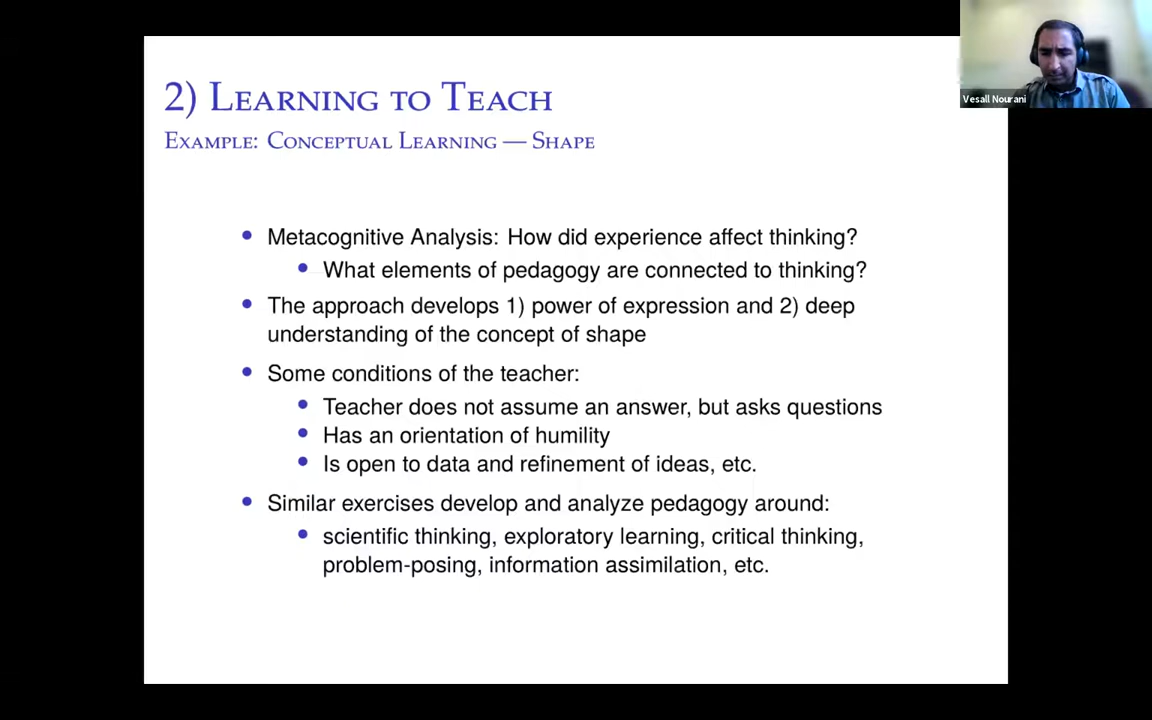 2) Learning to Teach
Example: Conceptual Learning — Shape
Vesall Nourani
• Metacognitive Analysis: How did experience affect thinking?
• What elements of pedagogy are connected to thinking?
• The approach develops 1) power of expression and 2) deep
understanding of the concept of shape
• Some conditions of the teacher:
• Teacher does not assume an answer, but asks questions
• Has an orientation of humility
• Is open to data and refinement of ideas, etc.
• Similar exercises develop and analyze pedagogy around:
• scientific thinking, exploratory learning, critical thinking,
problem-posing, information assimilation, etc.